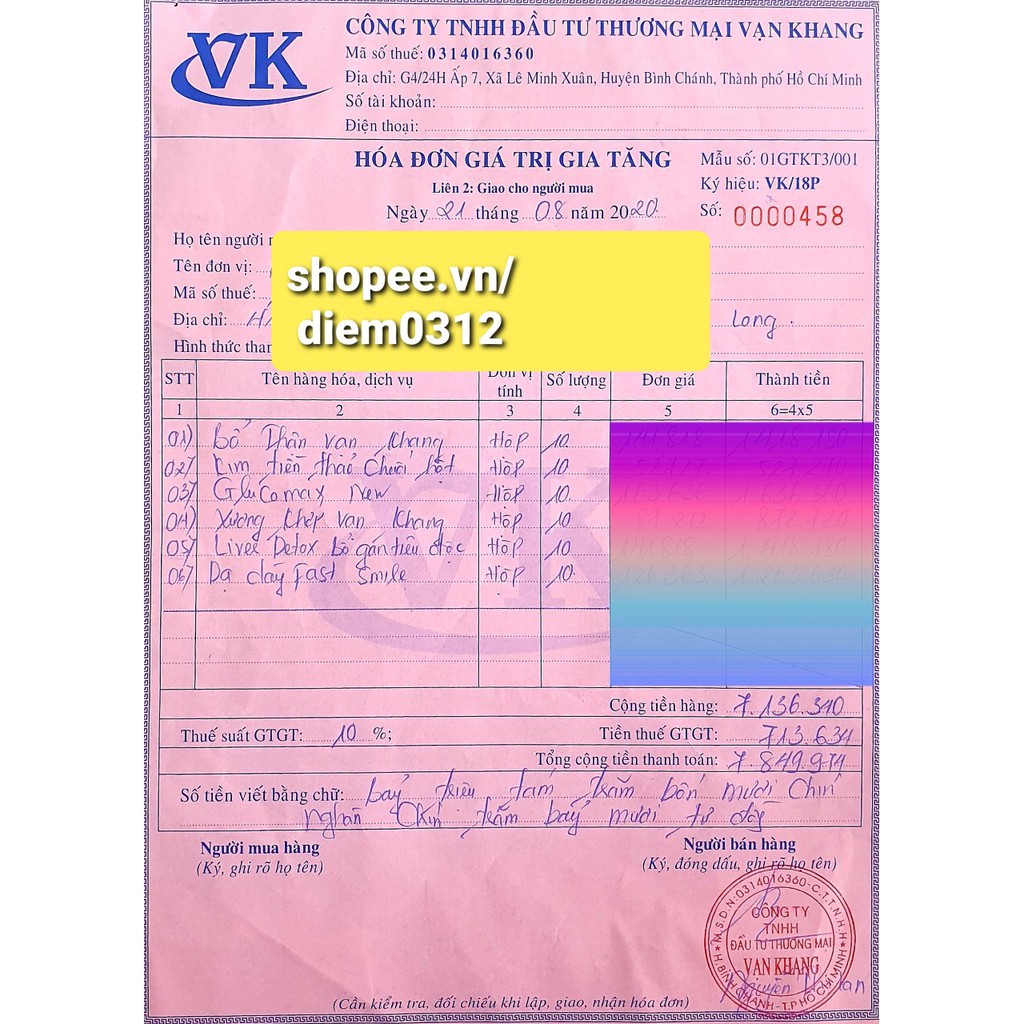 VK
CÔNG TY TNHH ĐẦU TƯ THƯƠNG MẠI VẠN KHANG
Mã số thuế: 0314016360
Địa chỉ: G4/24H Ấp 7, Xã Lê Minh Xuân, Huyện Bình Chánh, Thành phố Hồ Chí Minh
Số tài khoản:
Điện thoại:
HÓA ĐƠN GIÁ TRỊ GIA TĂNG
Mẫu số: 01GTKT3/001
Liên 2: Giao cho người mua
Ký hiệu: VK/18P
Ngày 21 tháng 08 năm 2020
Số: 0000458
Họ tên người
Tên đơn vị:
shopee.vn/
diem0312
Mã số thuế:
Địa chỉ: Long.
Hình thức
STT Tên hàng hóa, dịch vụ Đơn vị tính Số lượng Đơn giá Thành tiền
1 2 3 4 5 6=4x5
01) Bổ Thận Vạn Khang Hộp 10
02) Kim tiền thảo Chuối hột Hộp 10
03) Glucomax New Hộp 10
04) Xương Khớp Vạn Khang Hộp 10
05) Liver Detox bổ gan tiêu độc Hộp 10
06) Dạ dày Fast Smile Hộp 10
Cộng tiền hàng: 7.136.340
Thuế suất GTGT: 10 %; Tiền thuế GTGT: 713.634
Tổng cộng tiền thanh toán: 7.849.974
Số tiền viết bằng chữ: bảy triệu tám trăm bốn mươi chín
nghàn chín trăm bảy mươi tư đồng
Người mua hàng
Người bán hàng
(Ký, ghi rõ họ tên)
(Ký, đóng dấu, ghi rõ họ tên)
M.S.D.N:0314016360-C.T.T.N.H.H
CÔNG TY
TNHH
ĐẦU TƯ THƯƠNG MẠI
VẠN KHANG
H.BÌNH CHÁNH-T.P HỒ CHÍ MINH
(Cần kiểm tra, đối chiếu khi lập, giao, nhận hóa đơn)